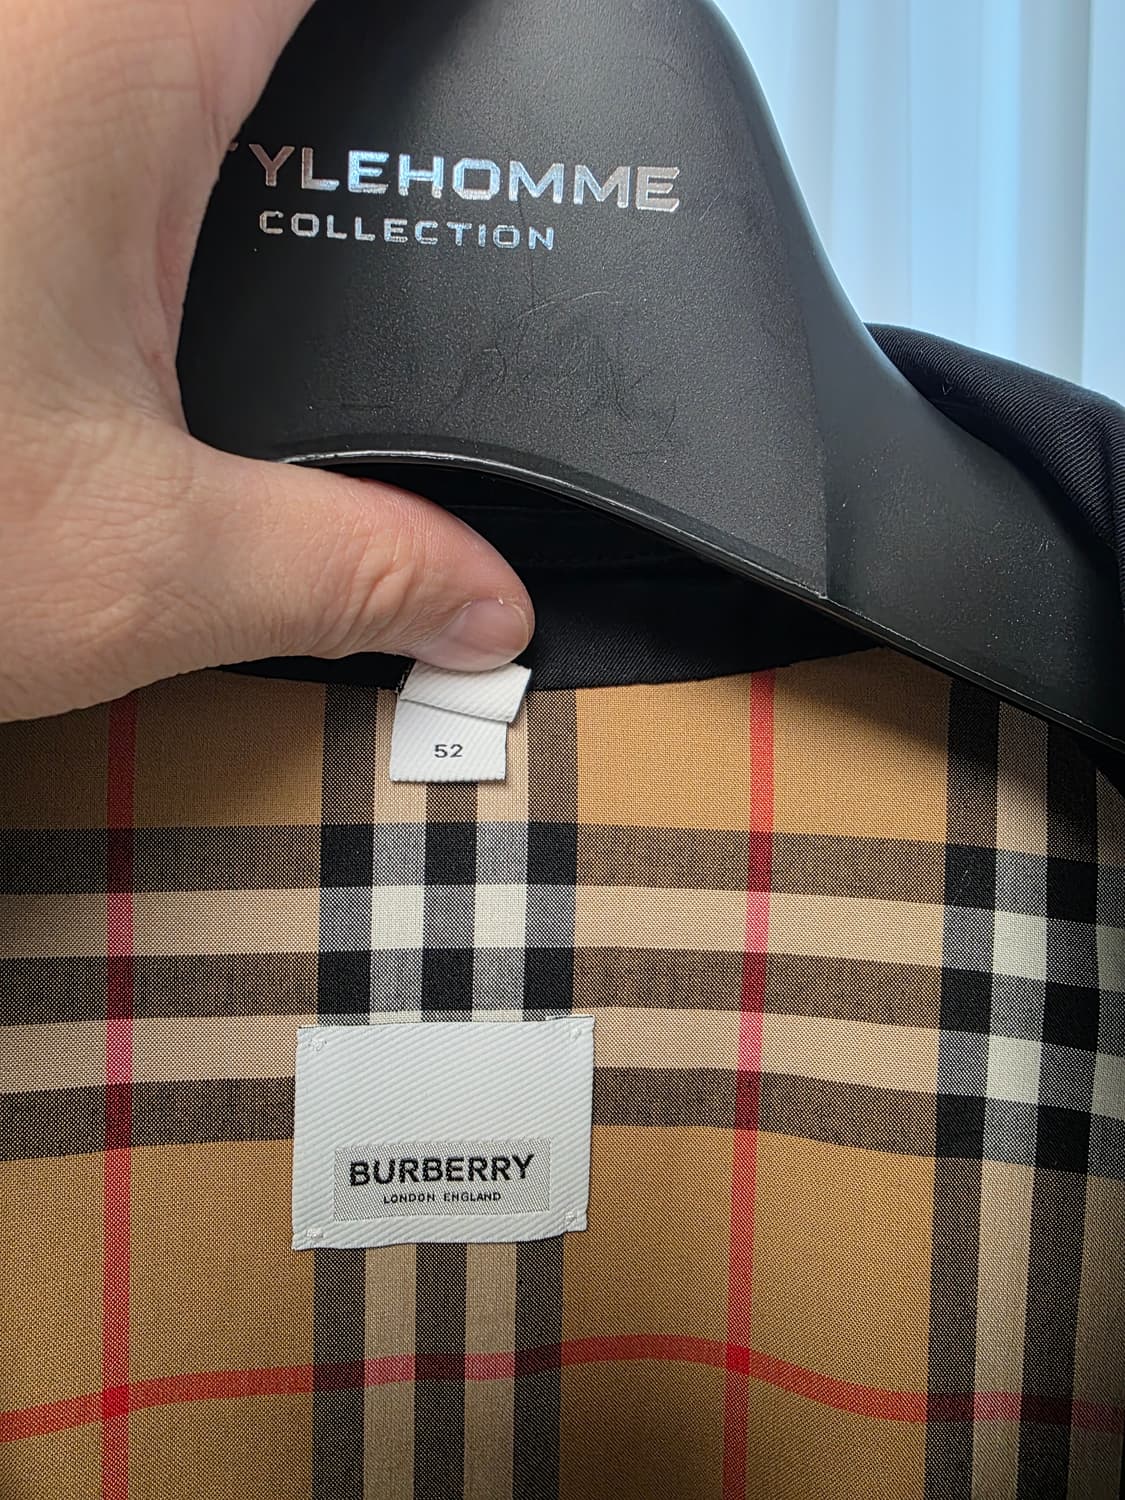 YLEHOMME
COLLECTION
52
BURBERRY
LONDON ENGLAND